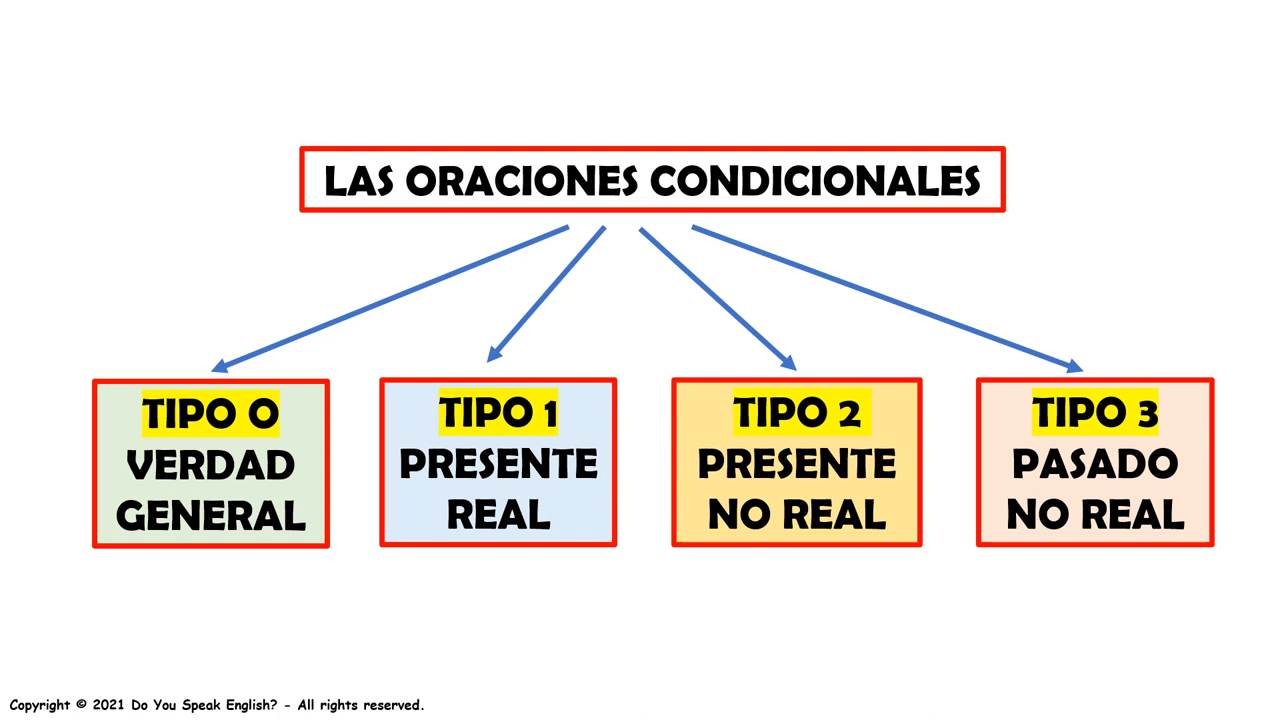 LAS ORACIONES CONDICIONALES
TIPO 0
VERDAD
GENERAL
TIPO 1
PRESENTE
REAL
TIPO 2
PRESENTE
NO REAL
TIPO 3
PASADO
NO REAL
Copyright © 2021 Do You Speak English? - All rights reserved.